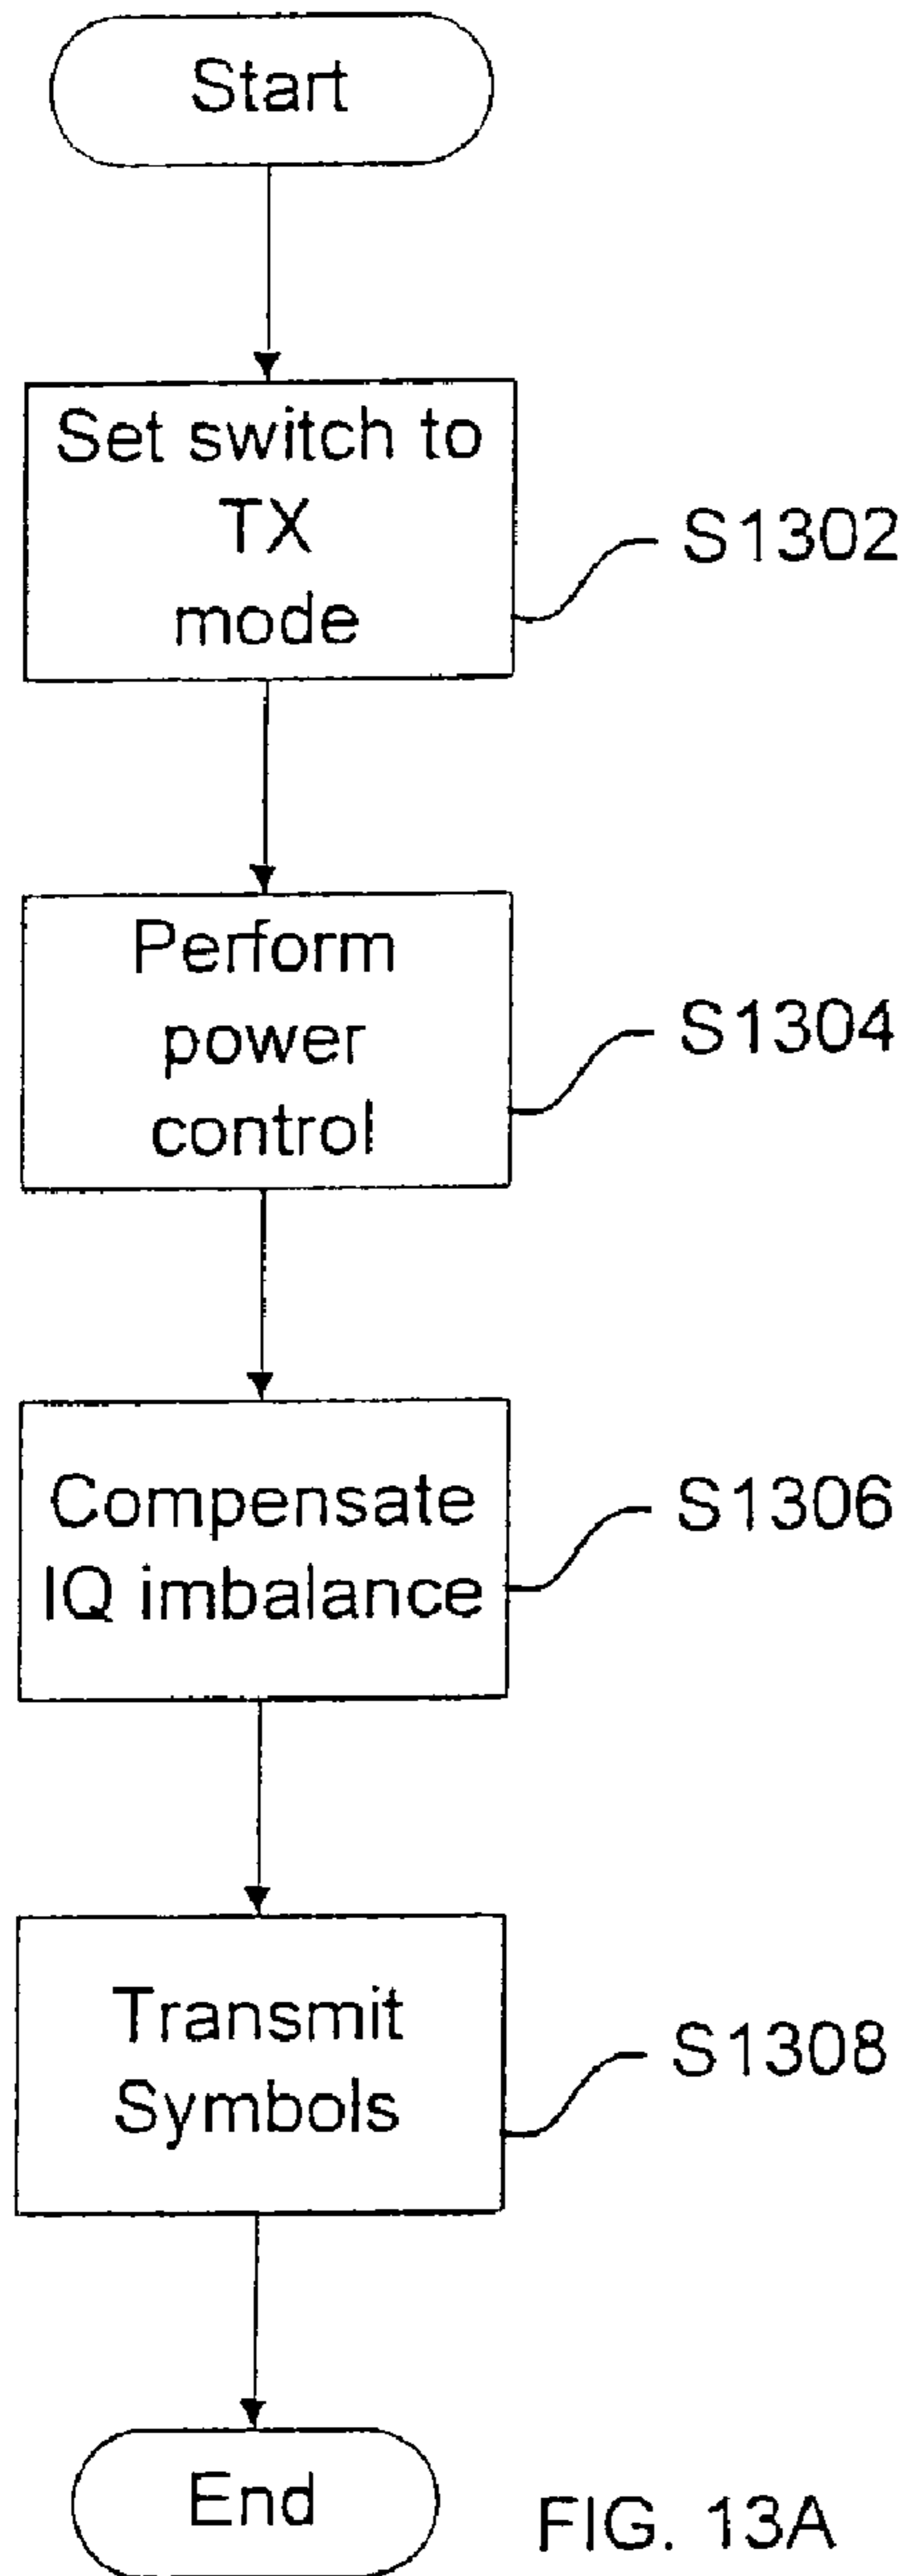 Start
Set switch to
TX
mode
S1302
Perform
power
control
S1304
Compensate
IQ imbalance
S1306
Transmit
Symbols
S1308
End
FIG. 13A